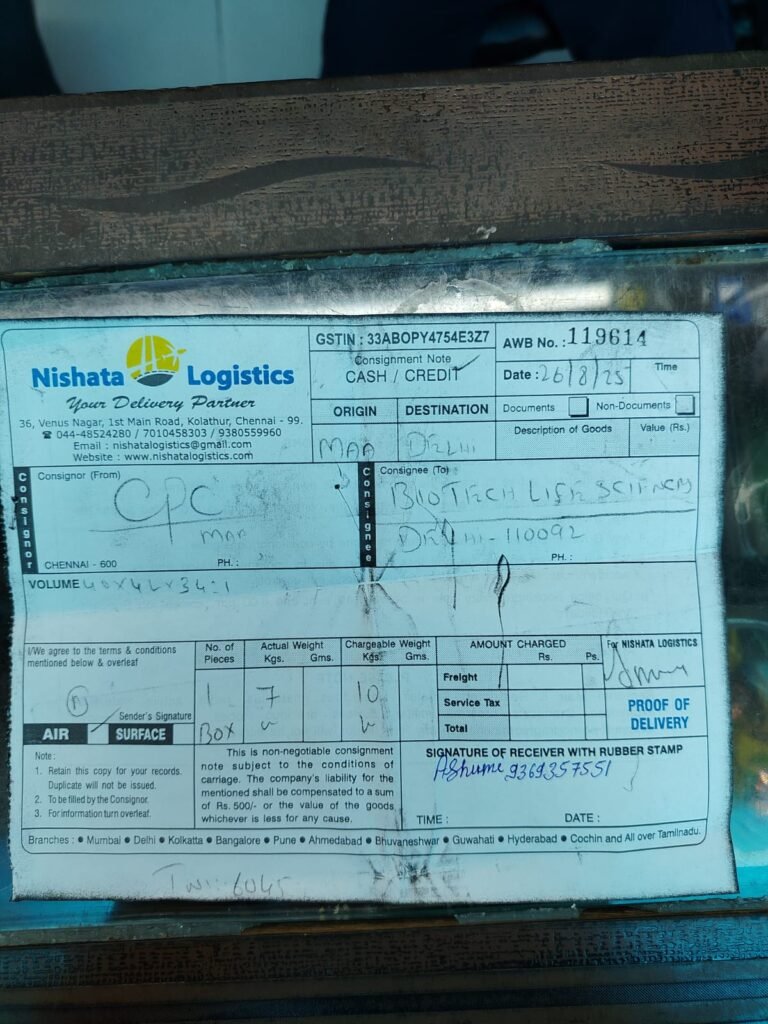 Nishata Logistics
Your Delivery Partner
36, Venus Nagar, 1st Main Road, Kolathur, Chennai - 99.
☎ 044-48524280 / 7010458303 / 9380559960
Email : nishatalogistics@gmail.com
Website : www.nishatalogistics.com
GSTIN : 33ABOPY4754E3Z7
Consignment Note
CASH / CREDIT
AWB No. : 119614
Date : 26/8/25
Time
ORIGIN
DESTINATION
MAA
DELHI
Documents
Non-Documents
Description of Goods
Value (Rs.)
Consignor
Consignor (From)
CPC
MAA
CHENNAI - 600
PH. :
Consignee
Consignee (To)
BIOTECH LIFE SCIENCES
DELHI-110092
PH. :
VOLUME 40x42x34:1
I/We agree to the terms & conditions
mentioned below & overleaf
Sender's Signature
AIR
SURFACE
No. of
Pieces
1
BOX
Actual Weight
Kgs. Gms.
7
Chargeable Weight
Kgs. Gms.
10
AMOUNT CHARGED
Rs. Ps.
Freight
Service Tax
Total
For NISHATA LOGISTICS
PROOF OF
DELIVERY
Note :
1. Retain this copy for your records.
Duplicate will not be issued.
2. To be filled by the Consignor.
3. For information turn overleaf.
This is non-negotiable consignment
note subject to the conditions of
carriage. The company's liability for
the mentioned shall be compensated to a sum
of Rs. 500/- or the value of the goods,
whichever is less for any cause.
SIGNATURE OF RECEIVER WITH RUBBER STAMP
9369357551
TIME :
DATE :
Branches : ● Mumbai ● Delhi ● Kolkatta ● Bangalore ● Pune ● Ahmedabad ● Bhuvaneshwar ● Guwahati ● Hyderabad ● Cochin and All over Tamilnadu.
6045